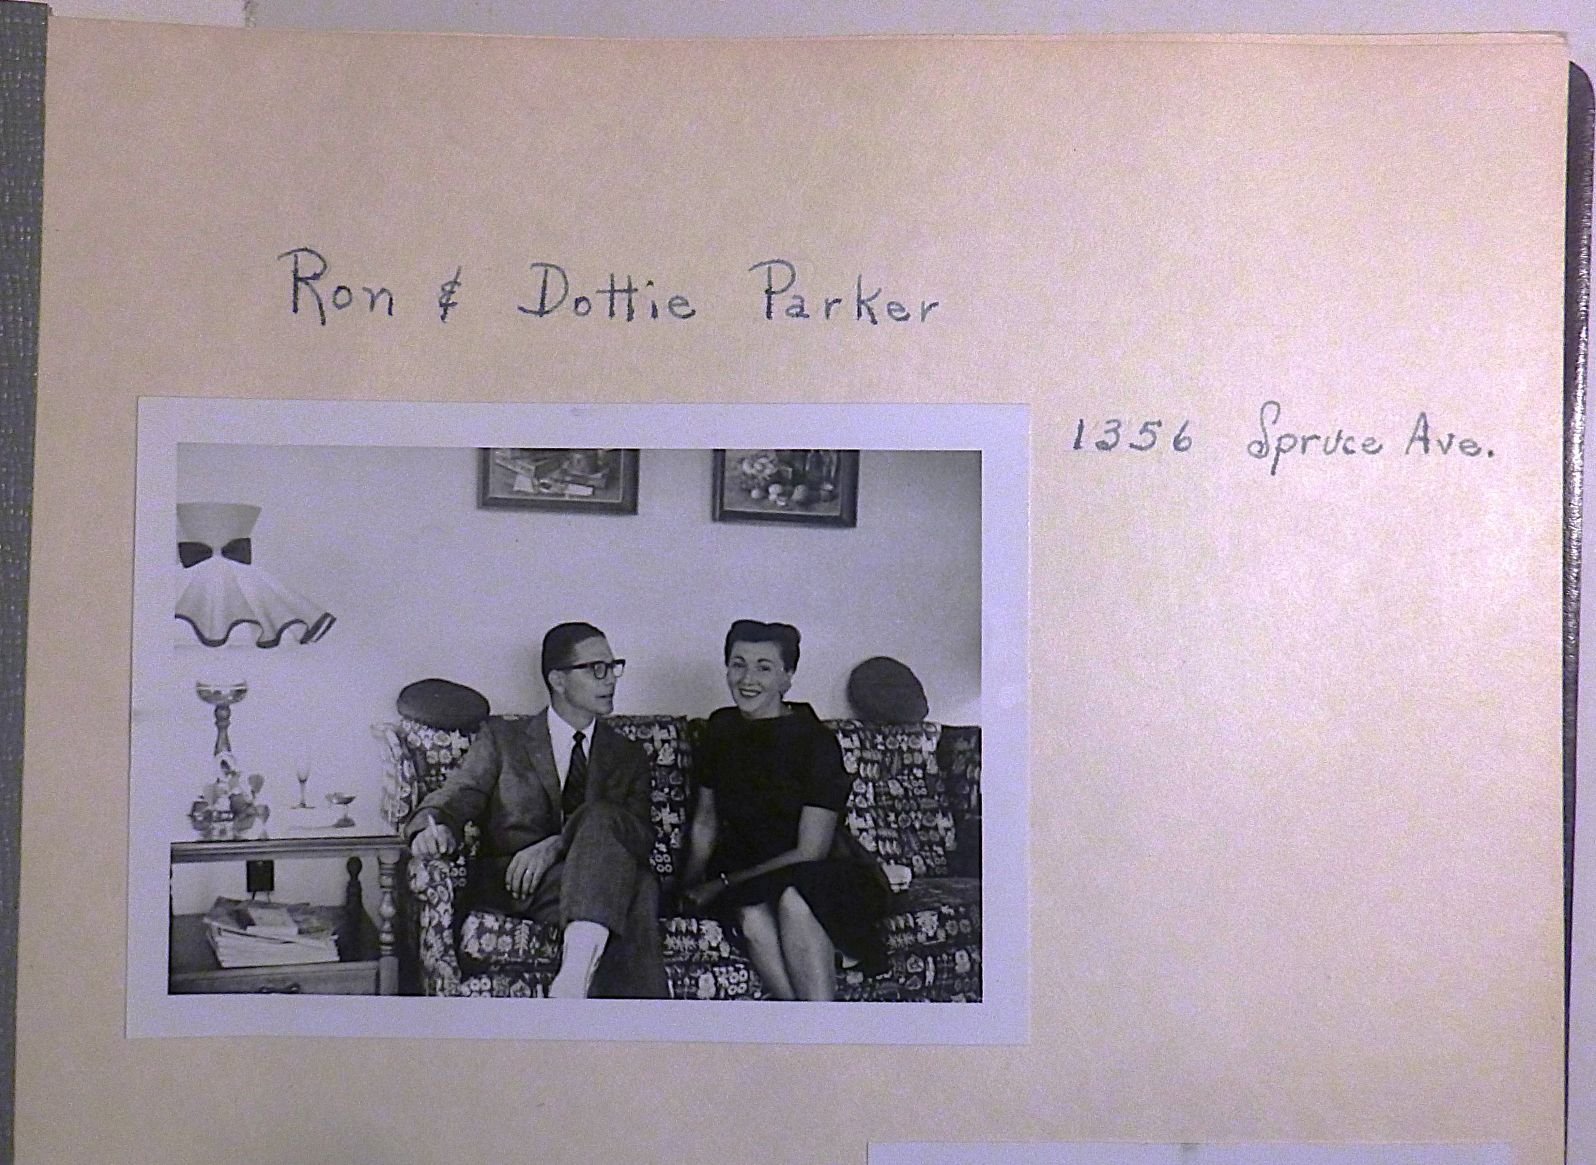 Ron & Dottie Parker
1356 Spruce Ave.